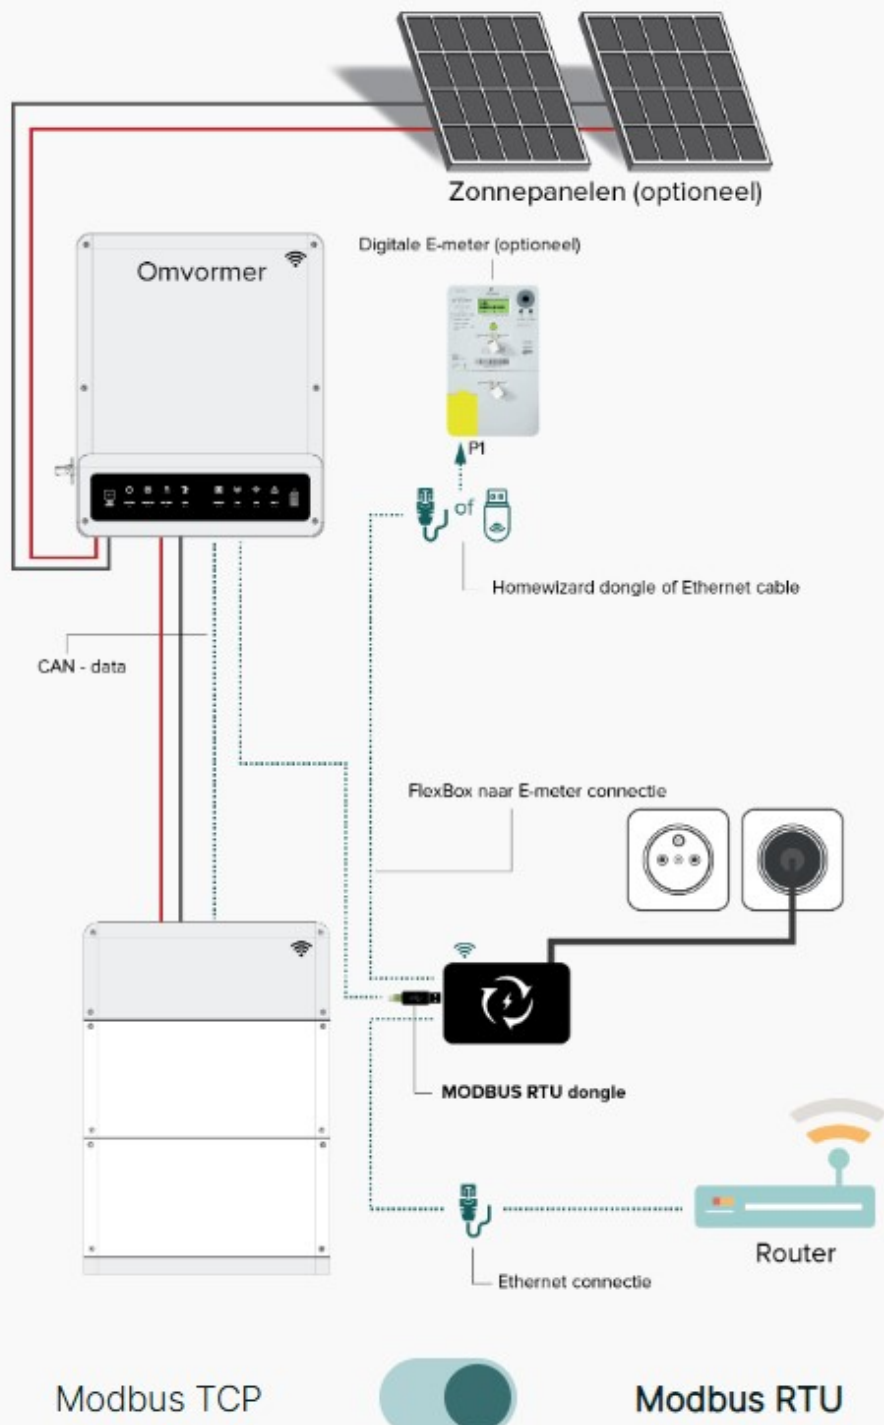 Zonnepanelen (optioneel)
Digitale E-meter (optioneel)
Omvormer
P1
of
Homewizard dongle of Ethernet cable
CAN - data
FlexBox naar E-meter connectie
MODBUS RTU dongle
Router
Ethernet connectie
Modbus TCP
Modbus RTU